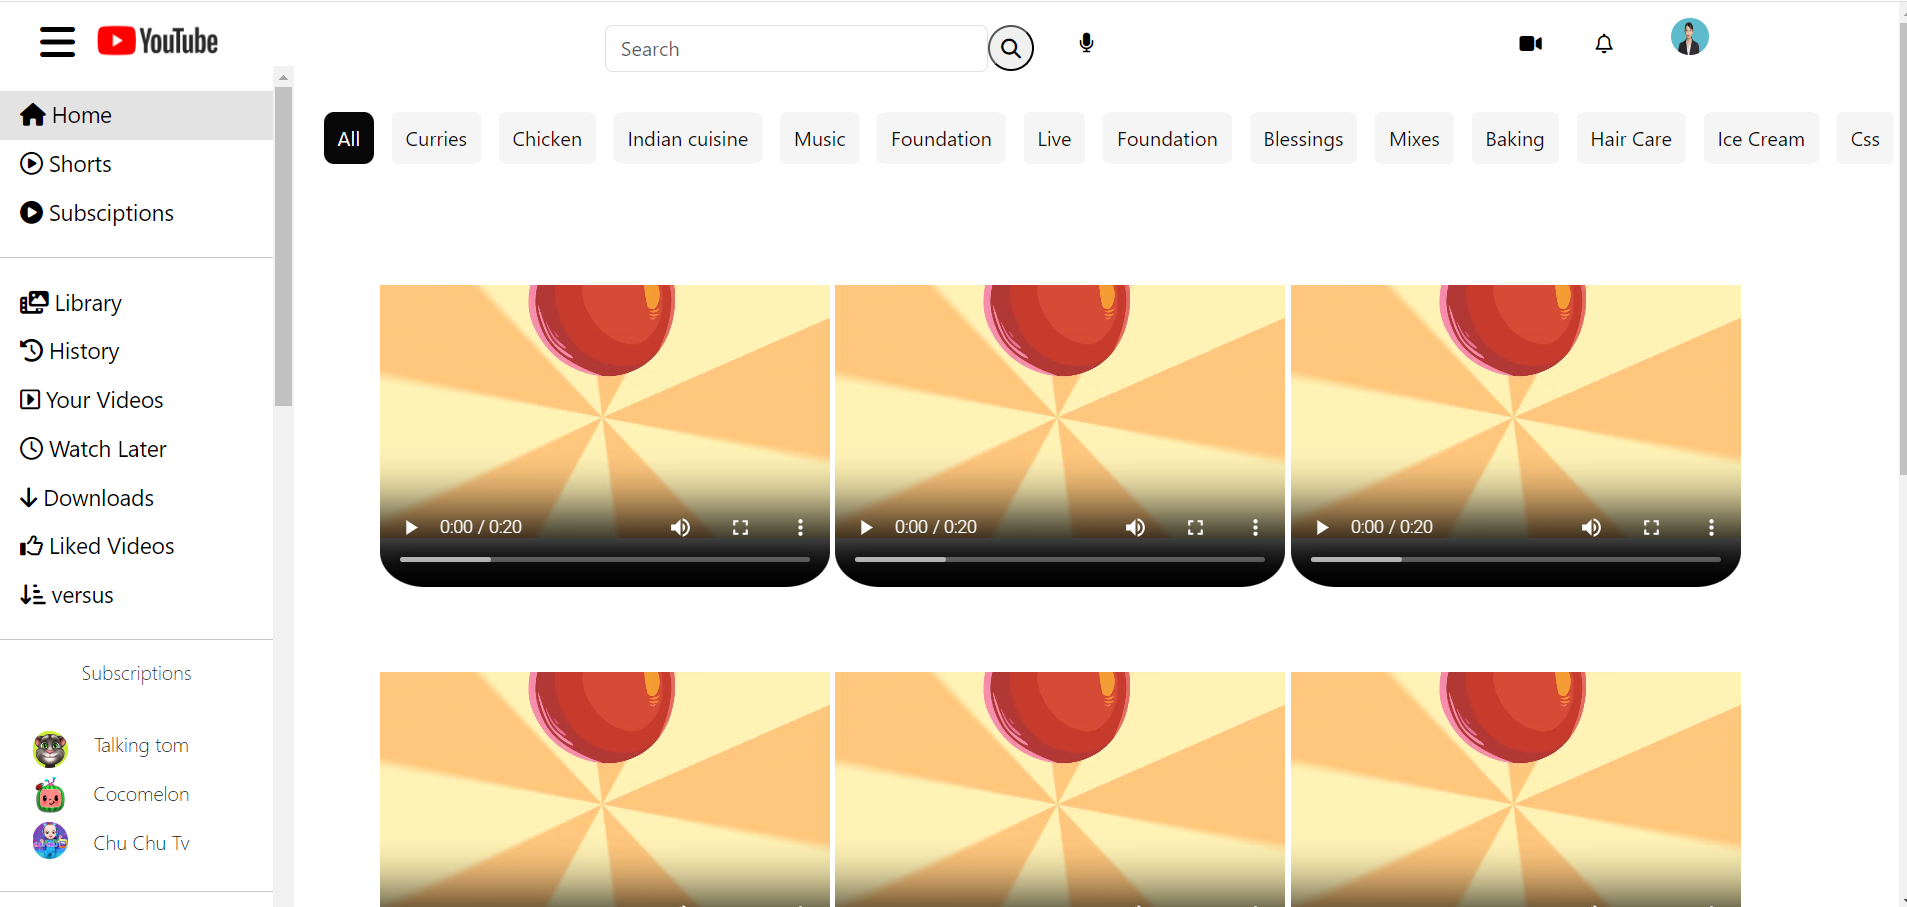 YouTube
Search
Home
Shorts
Subsciptions
Library
History
Your Videos
Watch Later
Downloads
Liked Videos
versus
Subscriptions
Talking tom
Cocomelon
Chu Chu Tv
All Curries Chicken Indian cuisine Music Foundation Live Foundation Blessings Mixes Baking Hair Care Ice Cream Css
0:00 / 0:20 0:00 / 0:20 0:00 / 0:20